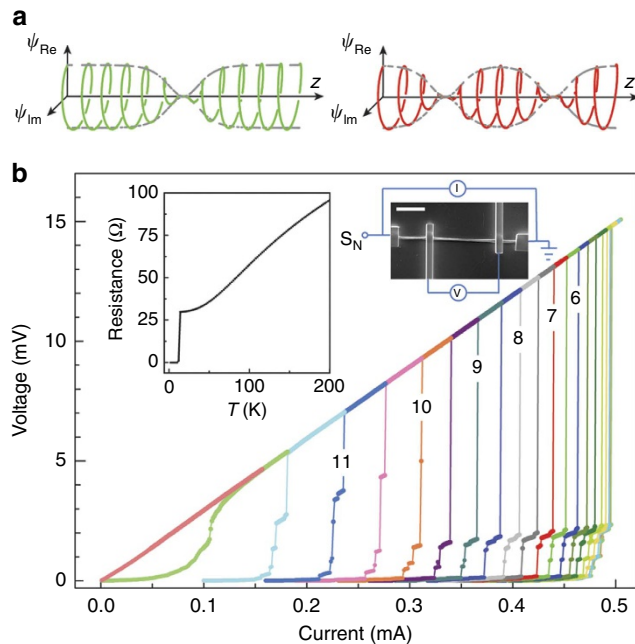 a
ψRe
ψIm
z
ψRe
ψIm
z
b
Voltage (mV)
15
10
5
0
0.0 0.1 0.2 0.3 0.4 0.5
Current (mA)
Resistance (Ω)
100
75
50
25
0
0 100 200
T (K)
I
SN
V
11
10
9
8
7
6